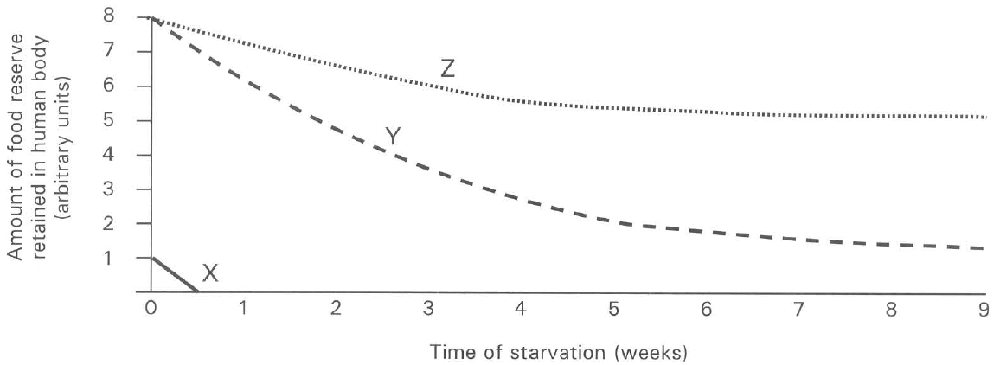 Amount of food reserve
retained in human body
(arbitrary units)
8
7
6
5
4
3
2
1
Z
Y
X
0 1 2 3 4 5 6 7 8 9
Time of starvation (weeks)